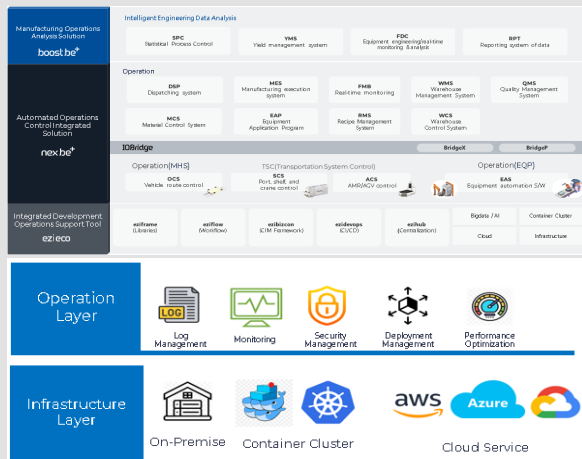 Manufacturing Operations
Analysis Solution
boost.be+
Intelligent Engineering Data Analysis
SPC
Statistical Process Control
YMS
Yield management system
FDC
Equipment engineering/real-time
monitoring & analysis
RPT
Reporting system of data
Automated Operations
Control Integrated
Solution
nex.be+
Operation
DSP
Dispatching system
MES
Manufacturing execution
system
FMB
Real-time monitoring
WMS
Warehouse
Management System
QMS
Quality Management
System
MCS
Material Control System
EAP
Equipment
Application Program
RMS
Recipe Management
System
WCS
Warehouse
Control System
IOBridge
BridgeX
BridgeP
Operation(MHS)
TSC(Transportation System Control)
Operation(EQP)
OCS
Vehicle route control
SCS
Port, shelf, and
crane control
ACS
AMR/AGV control
EAS
Equipment automation S/W
Integrated Development
Operations Support Tool
ezieco
eziframe
(Libraries)
eziflow
(Workflow)
ezibizcon
(CIM Framework)
ezidevops
(CI/CD)
ezihub
(Centralization)
Bigdata / AI
Container Cluster
Cloud
Infrastructure
Operation
Layer
LOG
Log
Management
Monitoring
Security
Management
Deployment
Management
Performance
Optimization
Infrastructure
Layer
On-Premise
Container Cluster
aws
Azure
Cloud Service